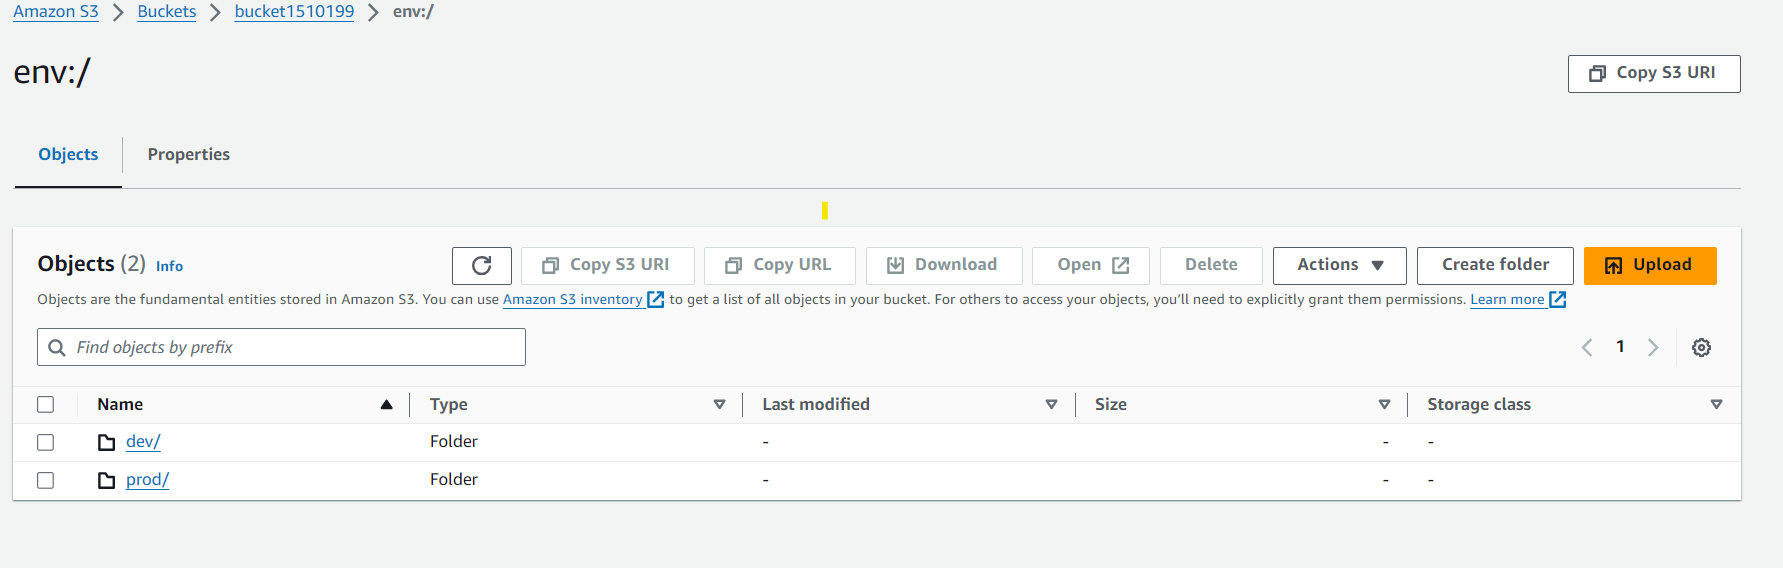 Amazon S3 > Buckets > bucket1510199 > env:/
env:/
Copy S3 URI
Objects Properties
Objects (2) Info
Copy S3 URI Copy URL Download Open Delete Actions Create folder Upload
Objects are the fundamental entities stored in Amazon S3. You can use Amazon S3 inventory to get a list of all objects in your bucket. For others to access your objects, you’ll need to explicitly grant them permissions. Learn more
Find objects by prefix
1
Name Type Last modified Size Storage class
dev/ Folder - - -
prod/ Folder - - -